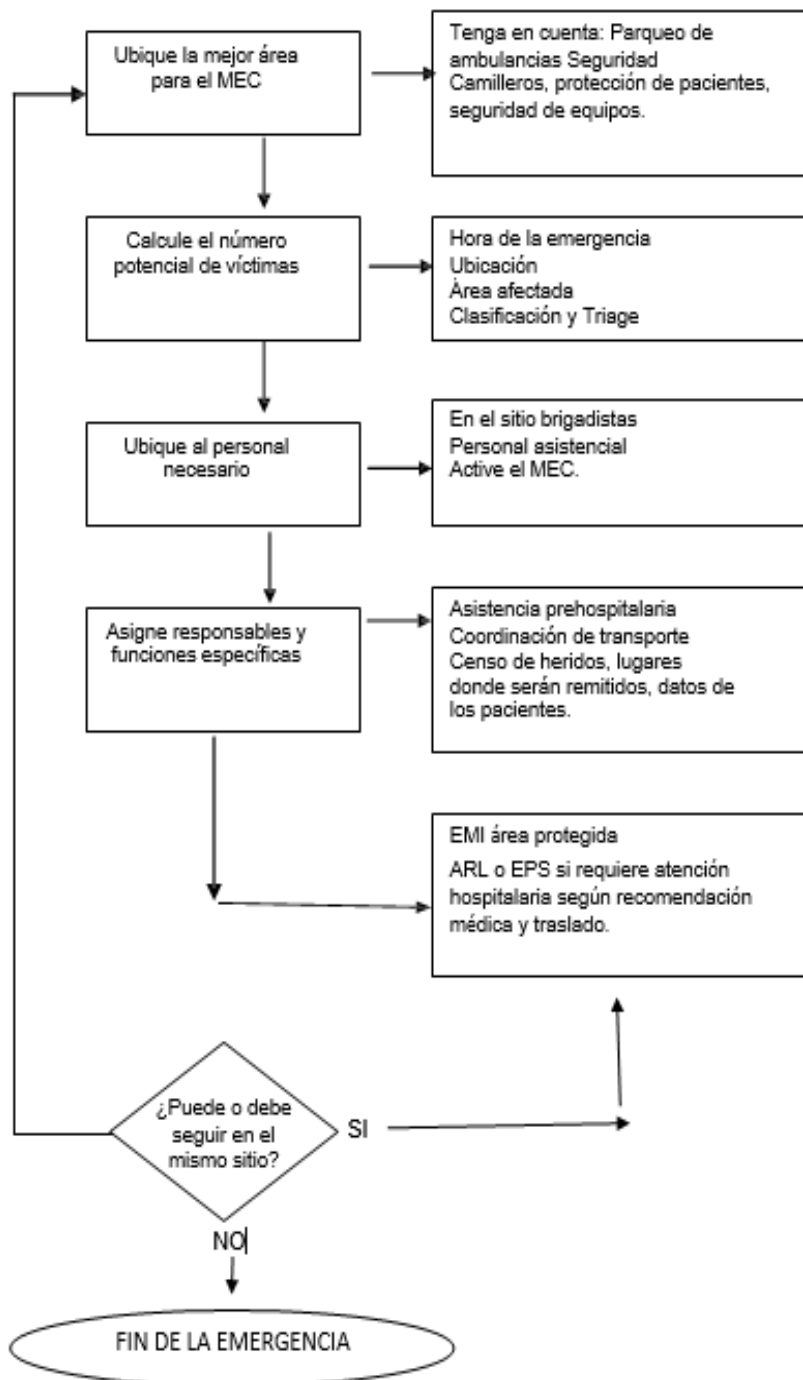 Ubique la mejor área
para el MEC
Tenga en cuenta: Parqueo de
ambulancias Seguridad
Camilleros, protección de pacientes,
seguridad de equipos.
Calcule el número
potencial de víctimas
Hora de la emergencia
Ubicación
Àrea afectada
Clasificación y Triage
Ubique al personal
necesario
En el sitio brigadistas
Personal asistencial
Active el MEC.
Asigne responsables y
funciones específicas
Asistencia prehospitalaria
Coordinación de transporte
Censo de heridos, lugares
donde serán remitidos, datos de
los pacientes.
EMI área protegida
ARL o EPS si requiere atención
hospitalaria según recomendación
médica y traslado.
¿Puede o debe
seguir en el
mismo sitio?
SI
NO
FIN DE LA EMERGENCIA